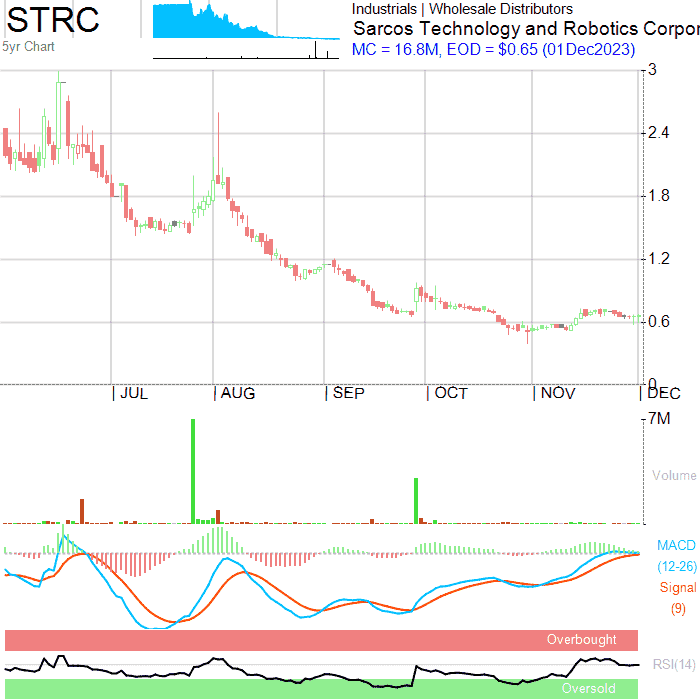 STRC
5yr Chart
Industrials | Wholesale Distributors
Sarcos Technology and Robotics Corpor
MC = 16.8M, EOD = $0.65 (01Dec2023)
3
2.4
1.8
1.2
0.6
0
| JUL | AUG | SEP | OCT | NOV | DEC
7M
Volume
MACD
(12-26)
Signal
(9)
Overbought
RSI(14)
Oversold